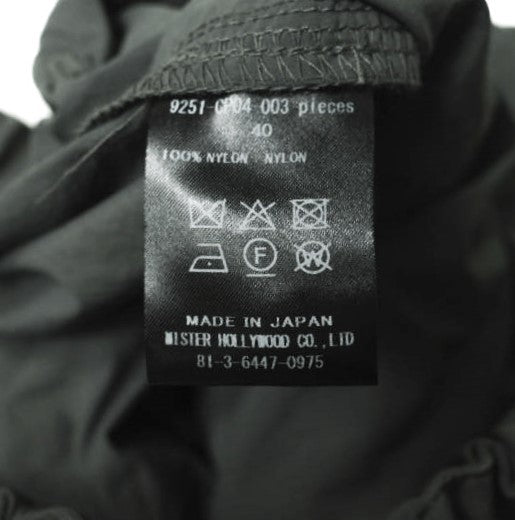 9251-CP04 003 pieces
40
100% NYLON NYLON
F
W
MADE IN JAPAN
MISTER HOLLYWOOD CO.,LTD
81-3-6447-0975